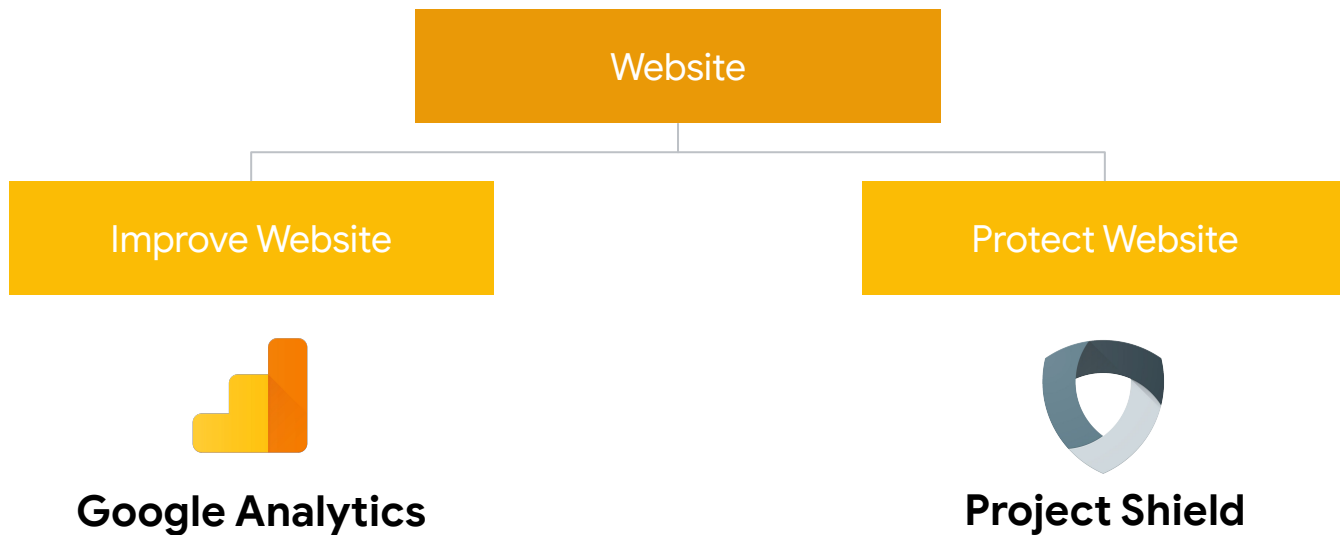 Website
Improve Website
Protect Website
Google Analytics
Project Shield